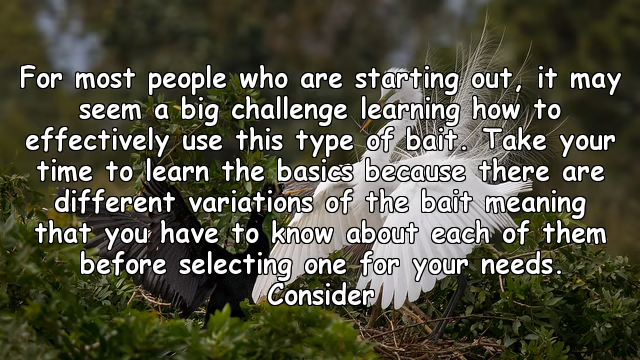 For most people who are starting out, it may
seem a big challenge learning how to
effectively use this type of bait. Take your
time to learn the basics because there are
different variations of the bait meaning
that you have to know about each of them
before selecting one for your needs.
Consider